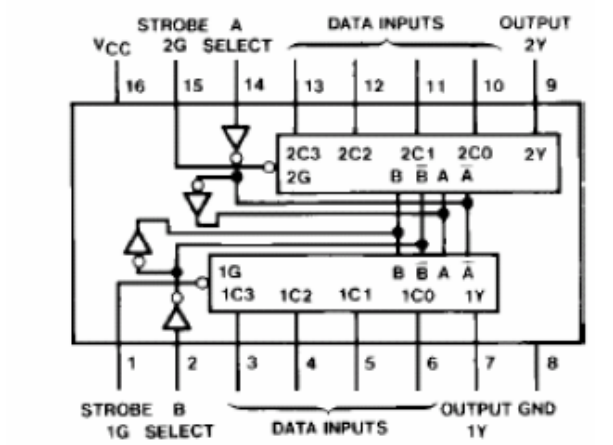 STROBE A DATA INPUTS OUTPUT
VCC 2G SELECT 2Y
16 15 14 13 12 11 10 9
2C3 2C2 2C1 2C0 2Y
2G B B̅ A A̅
1G B B̅ A A̅
1C3 1C2 1C1 1C0 1Y
1 2 3 4 5 6 7 8
STROBE B DATA INPUTS OUTPUT GND
1G SELECT 1Y